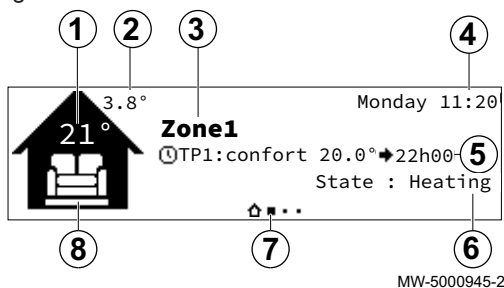 1 2 3 4
3.8° Monday 11:20
21° Zone1
TP1:confort 20.0°➔22h00 5
State : Heating
8 7 6
MW-5000945-2